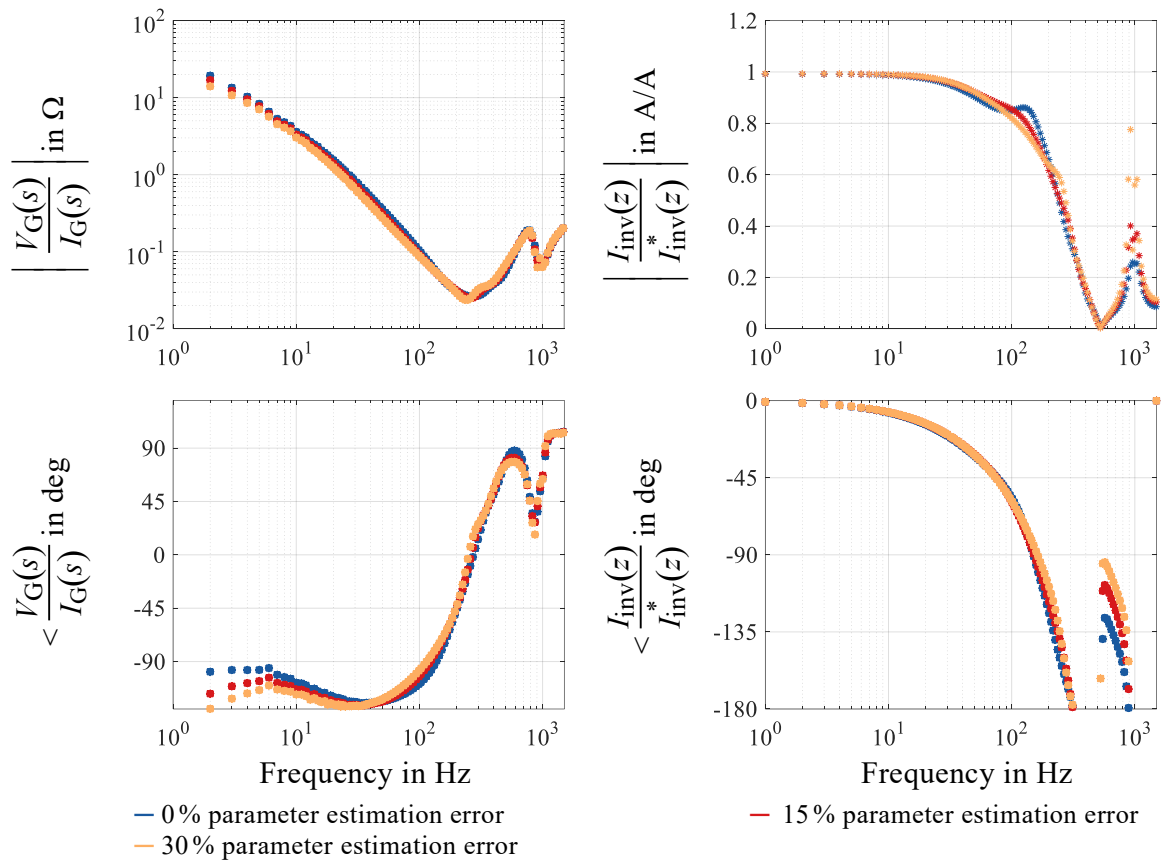 | V_G(s) / I_G(s) | in Ω
10^2
10^1
10^0
10^-1
10^-2
10^0 10^1 10^2 10^3
| I_inv(z) / I*_inv(z) | in A/A
1.2
1
0.8
0.6
0.4
0.2
0
10^0 10^1 10^2 10^3
< V_G(s) / I_G(s) in deg
90
45
0
-45
-90
10^0 10^1 10^2 10^3
Frequency in Hz
< I_inv(z) / I*_inv(z) in deg
0
-45
-90
-135
-180
10^0 10^1 10^2 10^3
Frequency in Hz
0 % parameter estimation error
15 % parameter estimation error
30 % parameter estimation error